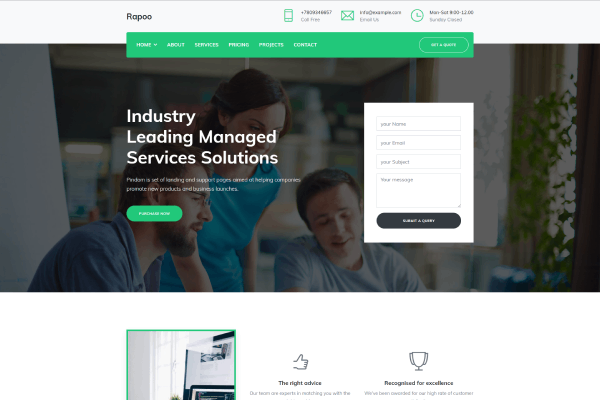 Rapoo
+7809346657
Call Free
info@example.com
Email Us
Mon-Sat 9:00-12.00
Sunday Closed
HOME ABOUT SERVICES PRICING PROJECTS CONTACT
GET A QUOTE
Industry
Leading Managed
Services Solutions
Pindom is set of landing and support pages aimed at helping companies
promote new products and business launches.
PURCHASE NOW
your Name
your Email
your Subject
Your message
SUBMIT A QUERY
The right advice
Our team are experts in matching you with the
Recognised for excellence
We've been awarded for our high rate of customer